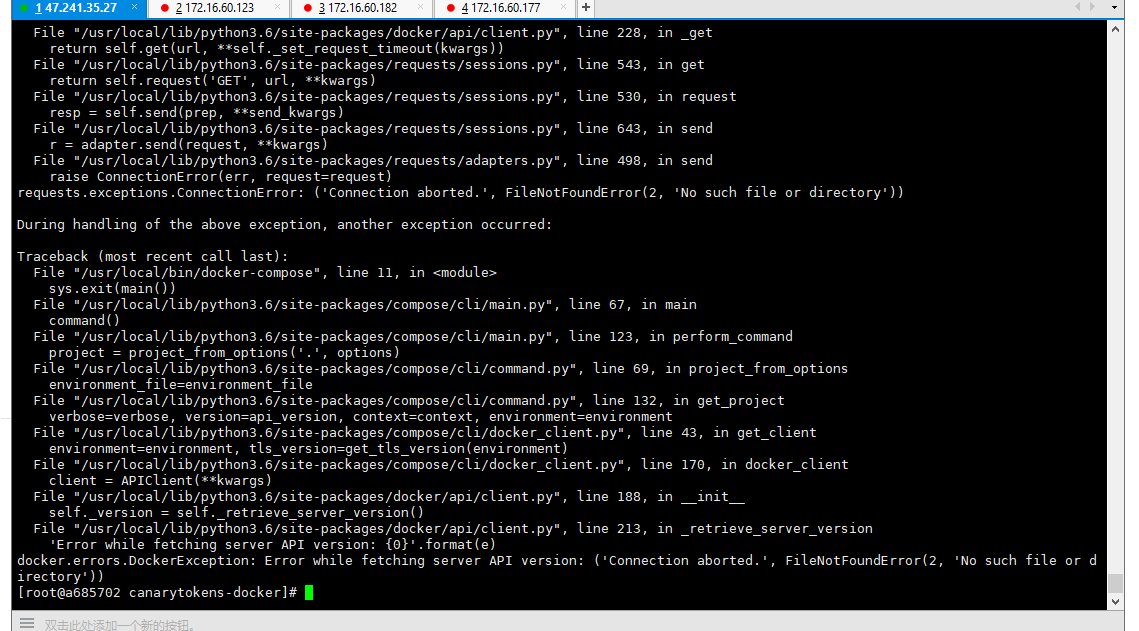 1 47.241.35.27 × 2 172.16.60.123 × 3 172.16.60.182 × 4 172.16.60.177 × +
File "/usr/local/lib/python3.6/site-packages/docker/api/client.py", line 228, in _get
return self.get(url, **self._set_request_timeout(kwargs))
File "/usr/local/lib/python3.6/site-packages/requests/sessions.py", line 543, in get
return self.request('GET', url, **kwargs)
File "/usr/local/lib/python3.6/site-packages/requests/sessions.py", line 530, in request
resp = self.send(prep, **send_kwargs)
File "/usr/local/lib/python3.6/site-packages/requests/sessions.py", line 643, in send
r = adapter.send(request, **kwargs)
File "/usr/local/lib/python3.6/site-packages/requests/adapters.py", line 498, in send
raise ConnectionError(err, request=request)
requests.exceptions.ConnectionError: ('Connection aborted.', FileNotFoundError(2, 'No such file or directory'))
During handling of the above exception, another exception occurred:
Traceback (most recent call last):
File "/usr/local/bin/docker-compose", line 11, in <module>
sys.exit(main())
File "/usr/local/lib/python3.6/site-packages/compose/cli/main.py", line 67, in main
command()
File "/usr/local/lib/python3.6/site-packages/compose/cli/main.py", line 123, in perform_command
project = project_from_options('.', options)
File "/usr/local/lib/python3.6/site-packages/compose/cli/command.py", line 69, in project_from_options
environment_file=environment_file
File "/usr/local/lib/python3.6/site-packages/compose/cli/command.py", line 132, in get_project
verbose=verbose, version=api_version, context=context, environment=environment
File "/usr/local/lib/python3.6/site-packages/compose/cli/docker_client.py", line 43, in get_client
environment=environment, tls_version=get_tls_version(environment)
File "/usr/local/lib/python3.6/site-packages/compose/cli/docker_client.py", line 170, in docker_client
client = APIClient(**kwargs)
File "/usr/local/lib/python3.6/site-packages/docker/api/client.py", line 188, in __init__
self._version = self._retrieve_server_version()
File "/usr/local/lib/python3.6/site-packages/docker/api/client.py", line 213, in _retrieve_server_version
'Error while fetching server API version: {0}'.format(e)
docker.errors.DockerException: Error while fetching server API version: ('Connection aborted.', FileNotFoundError(2, 'No such file or d
irectory'))
[root@a685702 canarytokens-docker]#
双击此处添加一个新的按钮。